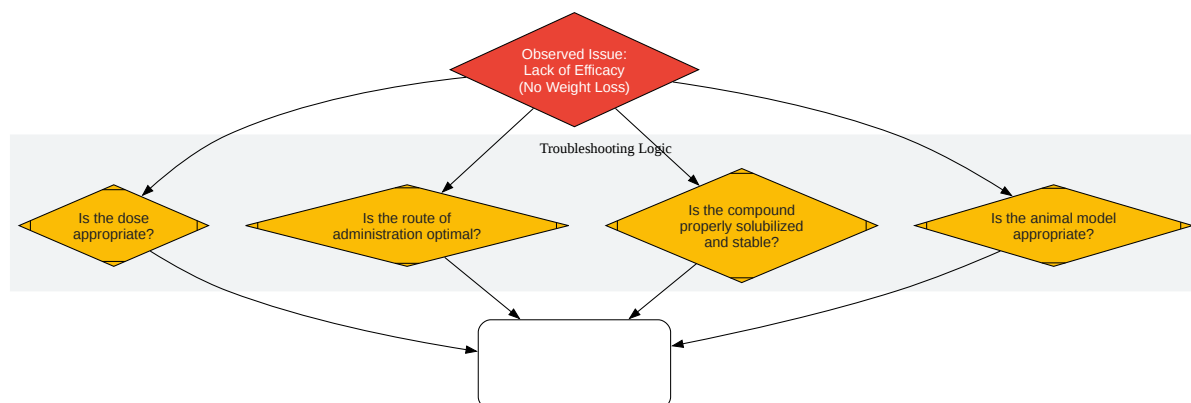 Observed Issue:
Lack of Efficacy
(No Weight Loss)
Troubleshooting Logic
Is the dose
appropriate?
Is the route of
administration optimal?
Is the compound
properly solubilized
and stable?
Is the animal model
appropriate?